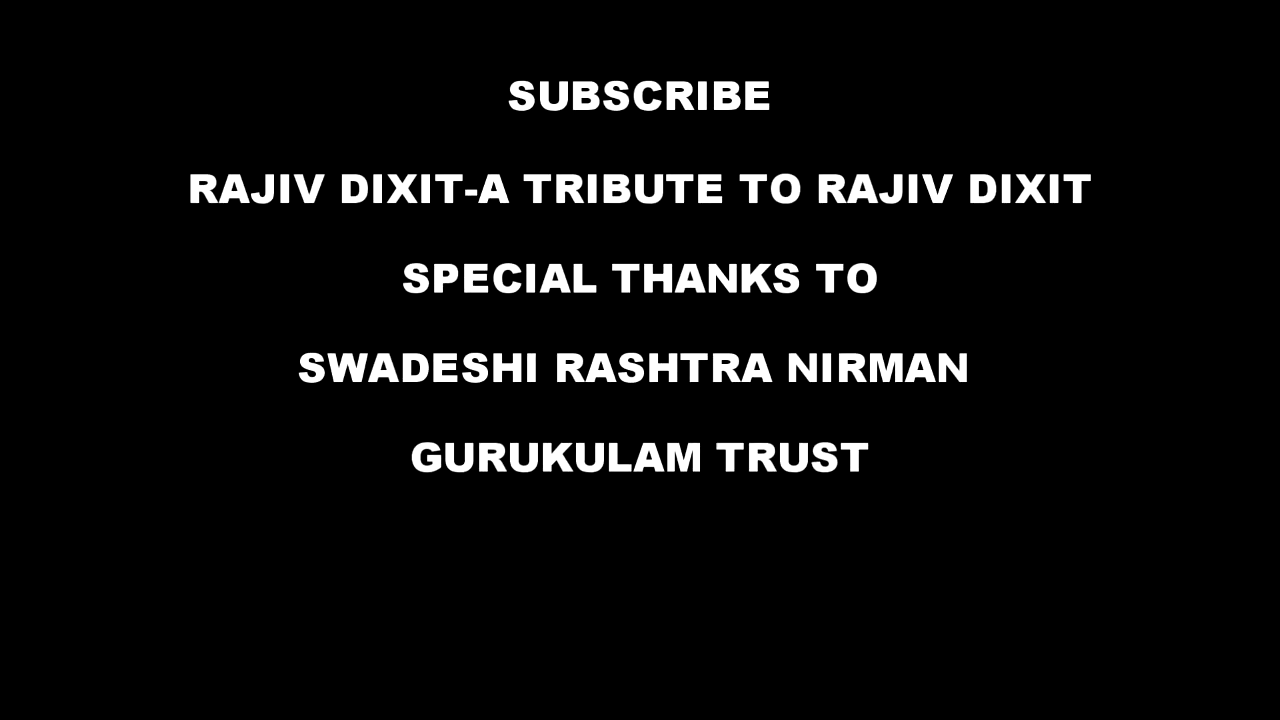 SUBSCRIBE
RAJIV DIXIT-A TRIBUTE TO RAJIV DIXIT
SPECIAL THANKS TO
SWADESHI RASHTRA NIRMAN
GURUKULAM TRUST